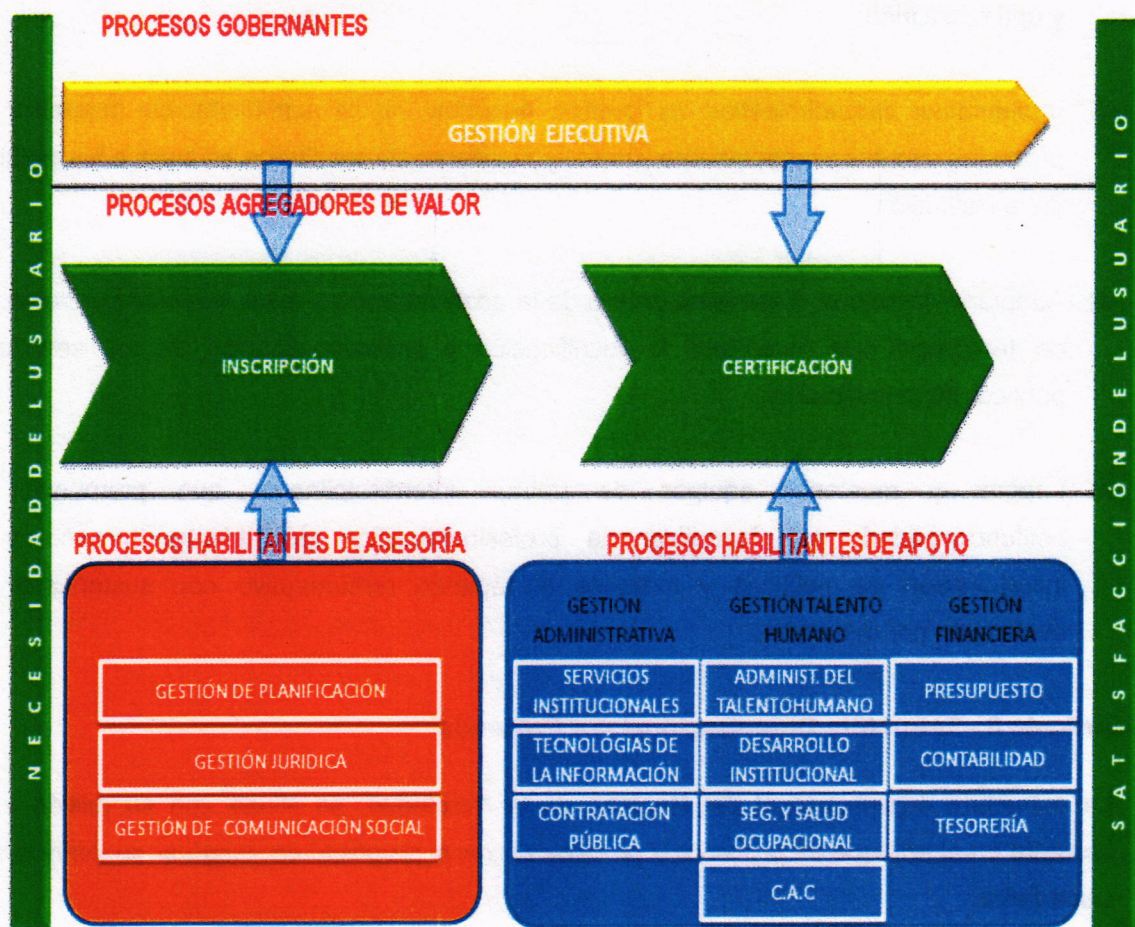 PROCESOS GOBERNANTES
GESTIÓN EJECUTIVA
PROCESOS AGREGADORES DE VALOR
INSCRIPCIÓN
CERTIFICACIÓN
PROCESOS HABILITANTES DE ASESORÍA
GESTIÓN DE PLANIFICACIÓN
GESTIÓN JURIDICA
GESTIÓN DE COMUNICACIÓN SOCIAL
PROCESOS HABILITANTES DE APOYO
GESTION
ADMINISTRATIVA
SERVICIOS
INSTITUCIONALES
TECNOLÓGIAS DE
LA INFORMACIÓN
CONTRATACIÓN
PÚBLICA
GESTIÓN TALENTO
HUMANO
ADMINIST. DEL
TALENTOHUMANO
DESARROLLO
INSTITUCIONAL
SEG. Y SALUD
OCUPACIONAL
C.A.C
GESTIÓN
FINANCIERA
PRESUPUESTO
CONTABILIDAD
TESORERÍA
NECESIDADDELUSUARIO
SATISFACCIÓNDELUSUARIO